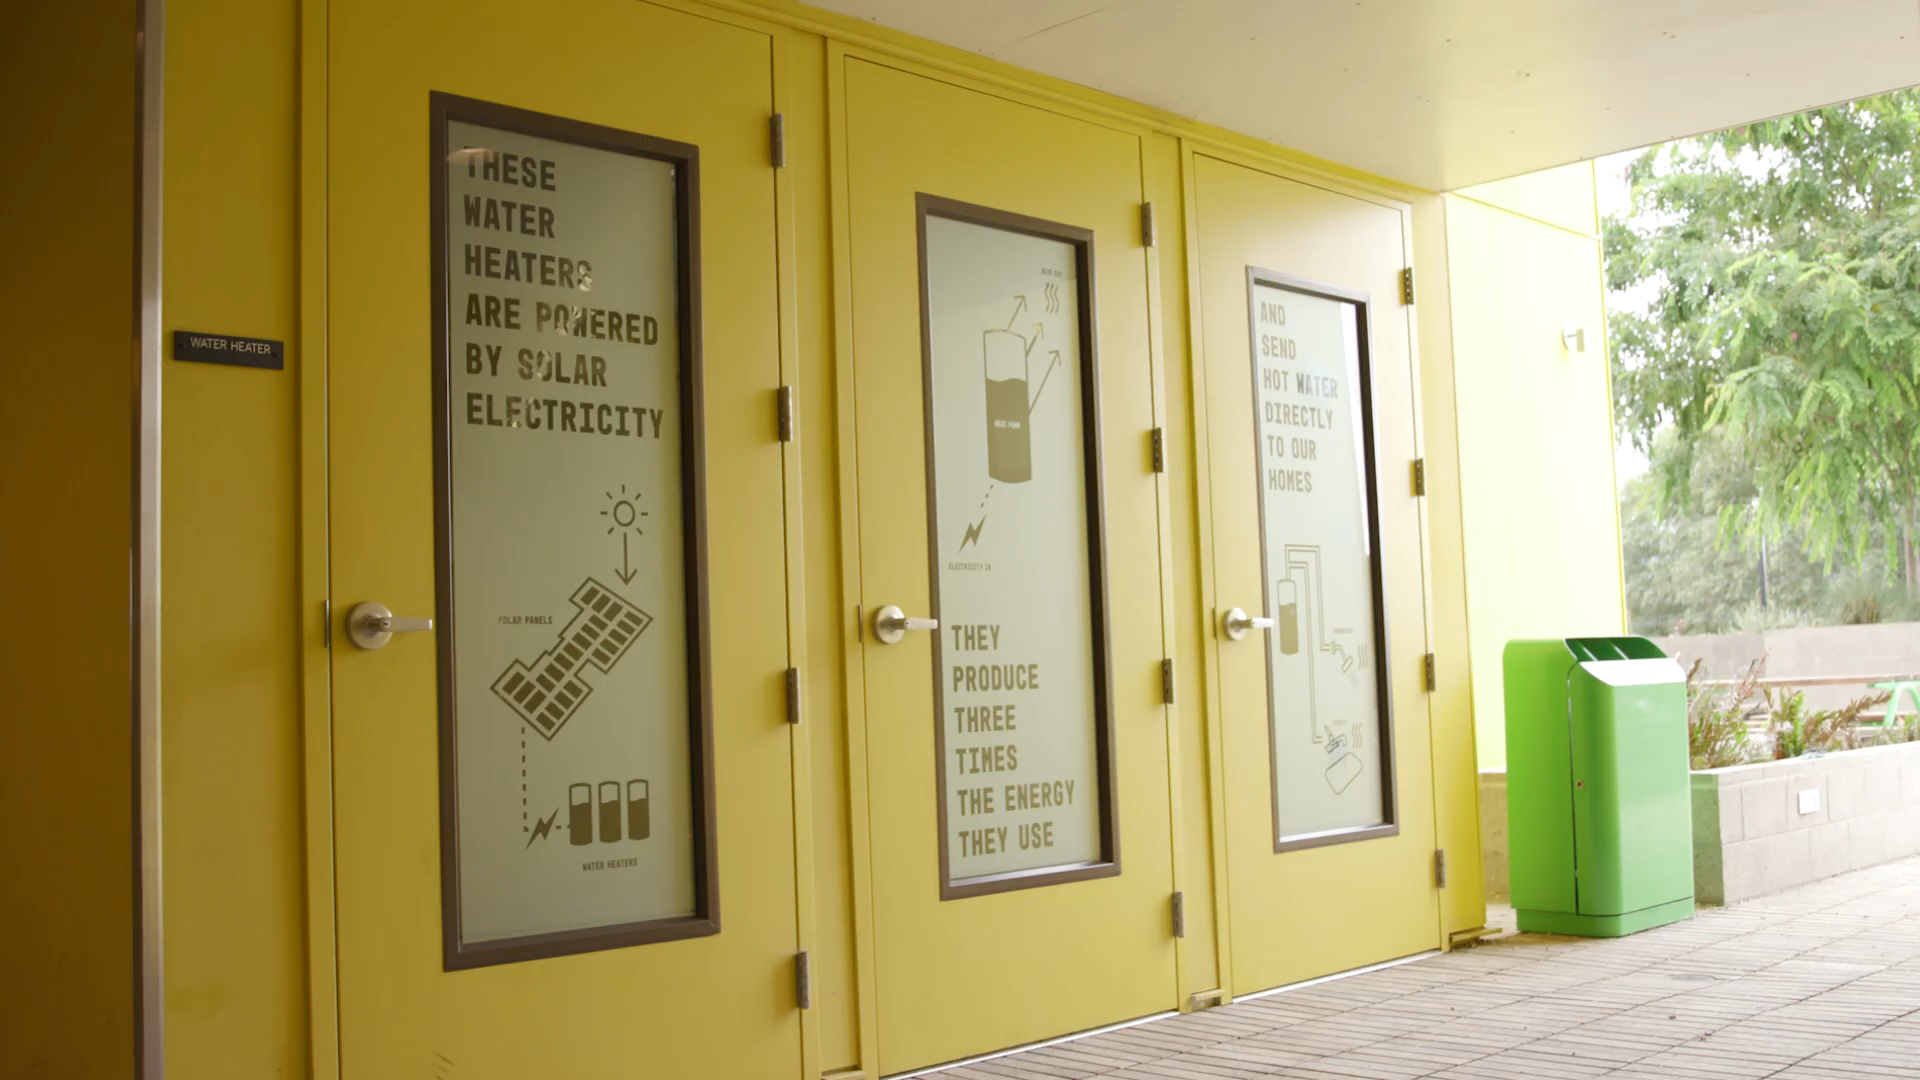 WATER HEATER
THESE
WATER
HEATERS
ARE POWERED
BY SOLAR
ELECTRICITY
SOLAR PANELS
WATER HEATERS
HEAT OUT
HEAT PUMP
ELECTRICITY IN
THEY
PRODUCE
THREE
TIMES
THE ENERGY
THEY USE
AND
SEND
HOT WATER
DIRECTLY
TO OUR
HOMES